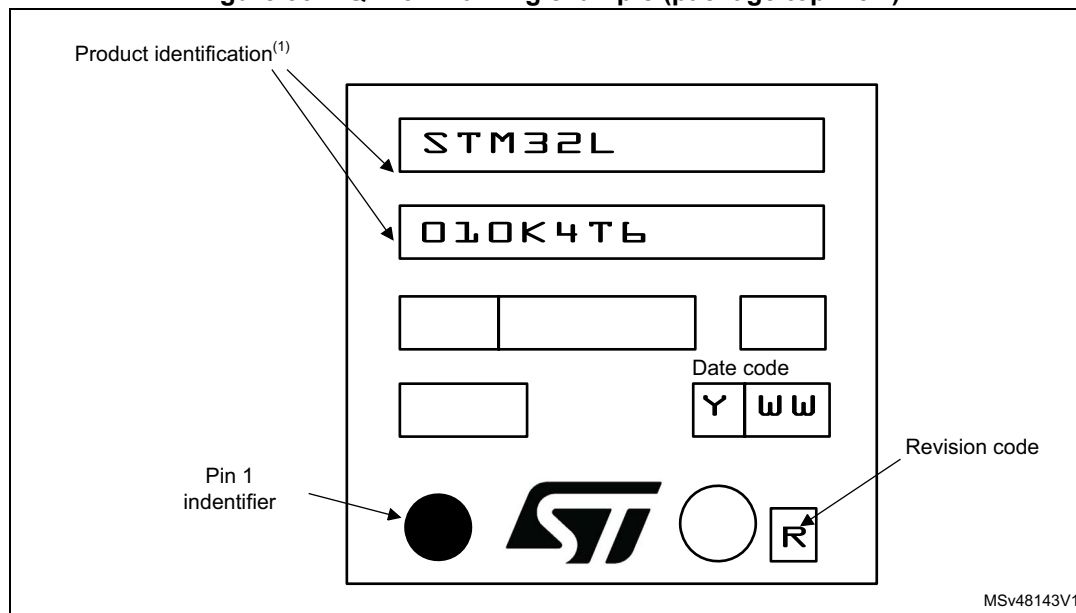 Product identification(1)
STM32L
010K4T6
Date code
Y WW
Revision code
Pin 1
indentifier
R
MSv48143V1